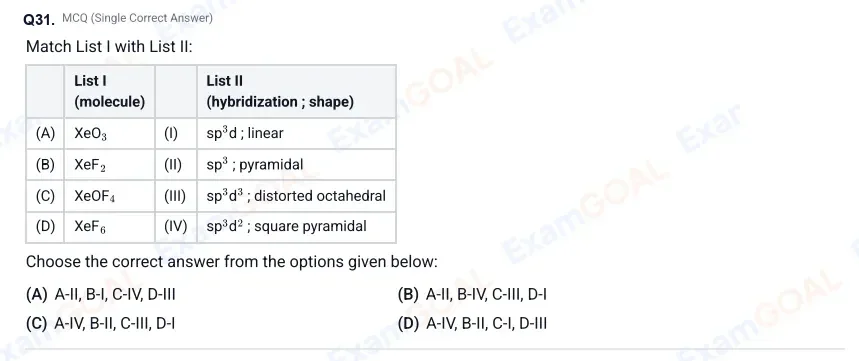 Q31. MCQ (Single Correct Answer)
Match List I with List II:
List I (molecule) List II (hybridization ; shape)
(A) XeO₃ (I) sp³d ; linear
(B) XeF₂ (II) sp³ ; pyramidal
(C) XeOF₄ (III) sp³d³ ; distorted octahedral
(D) XeF₆ (IV) sp³d² ; square pyramidal
Choose the correct answer from the options given below:
(A) A-II, B-I, C-IV, D-III (B) A-II, B-IV, C-III, D-I
(C) A-IV, B-II, C-III, D-I (D) A-IV, B-II, C-I, D-III
ExamGOAL